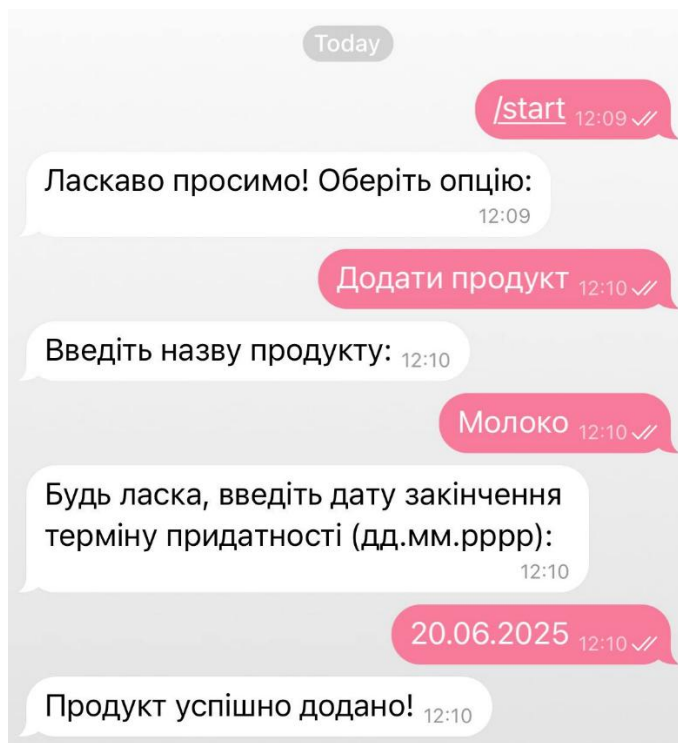 Today
/start 12:09
Ласкаво просимо! Оберіть опцію:
12:09
Додати продукт 12:10
Введіть назву продукту: 12:10
Молоко 12:10
Будь ласка, введіть дату закінчення
терміну придатності (дд.мм.рррр):
12:10
20.06.2025 12:10
Продукт успішно додано! 12:10